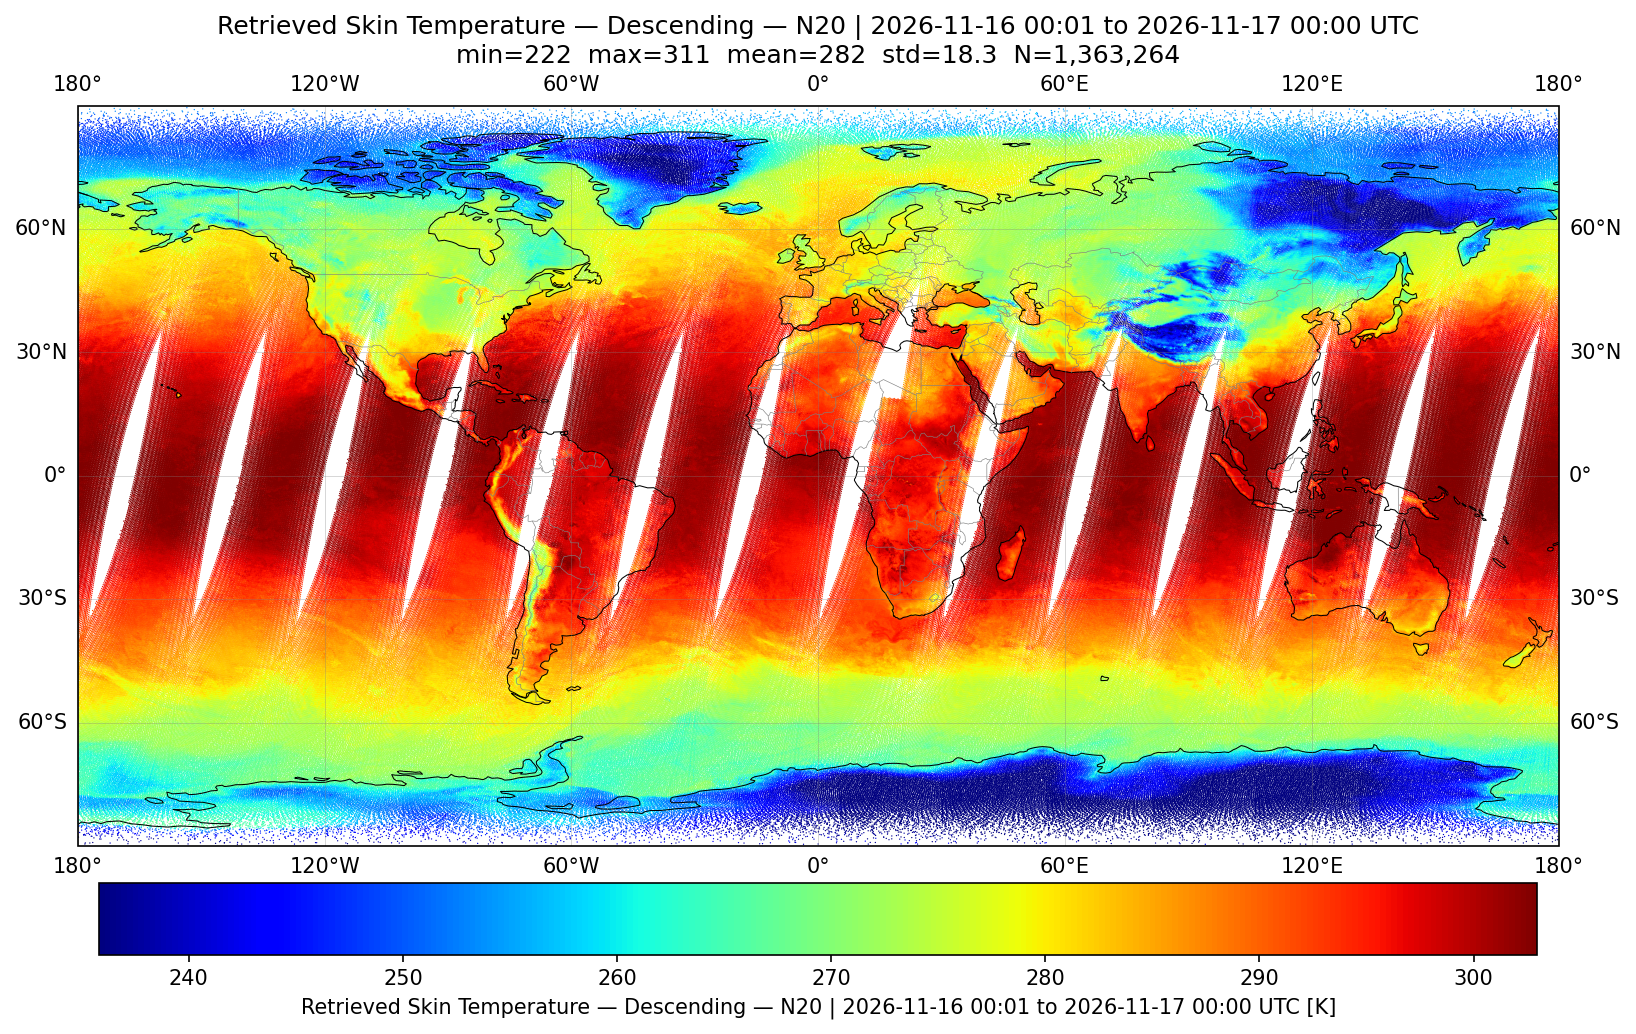 Retrieved Skin Temperature — Descending — N20 | 2026-11-16 00:01 to 2026-11-17 00:00 UTC
min=222 max=311 mean=282 std=18.3 N=1,363,264
180° 120°W 60°W 0° 60°E 120°E 180°
60°N 60°N
30°N 30°N
0° 0°
30°S 30°S
60°S 60°S
180° 120°W 60°W 0° 60°E 120°E 180°
240 250 260 270 280 290 300
Retrieved Skin Temperature — Descending — N20 | 2026-11-16 00:01 to 2026-11-17 00:00 UTC [K]